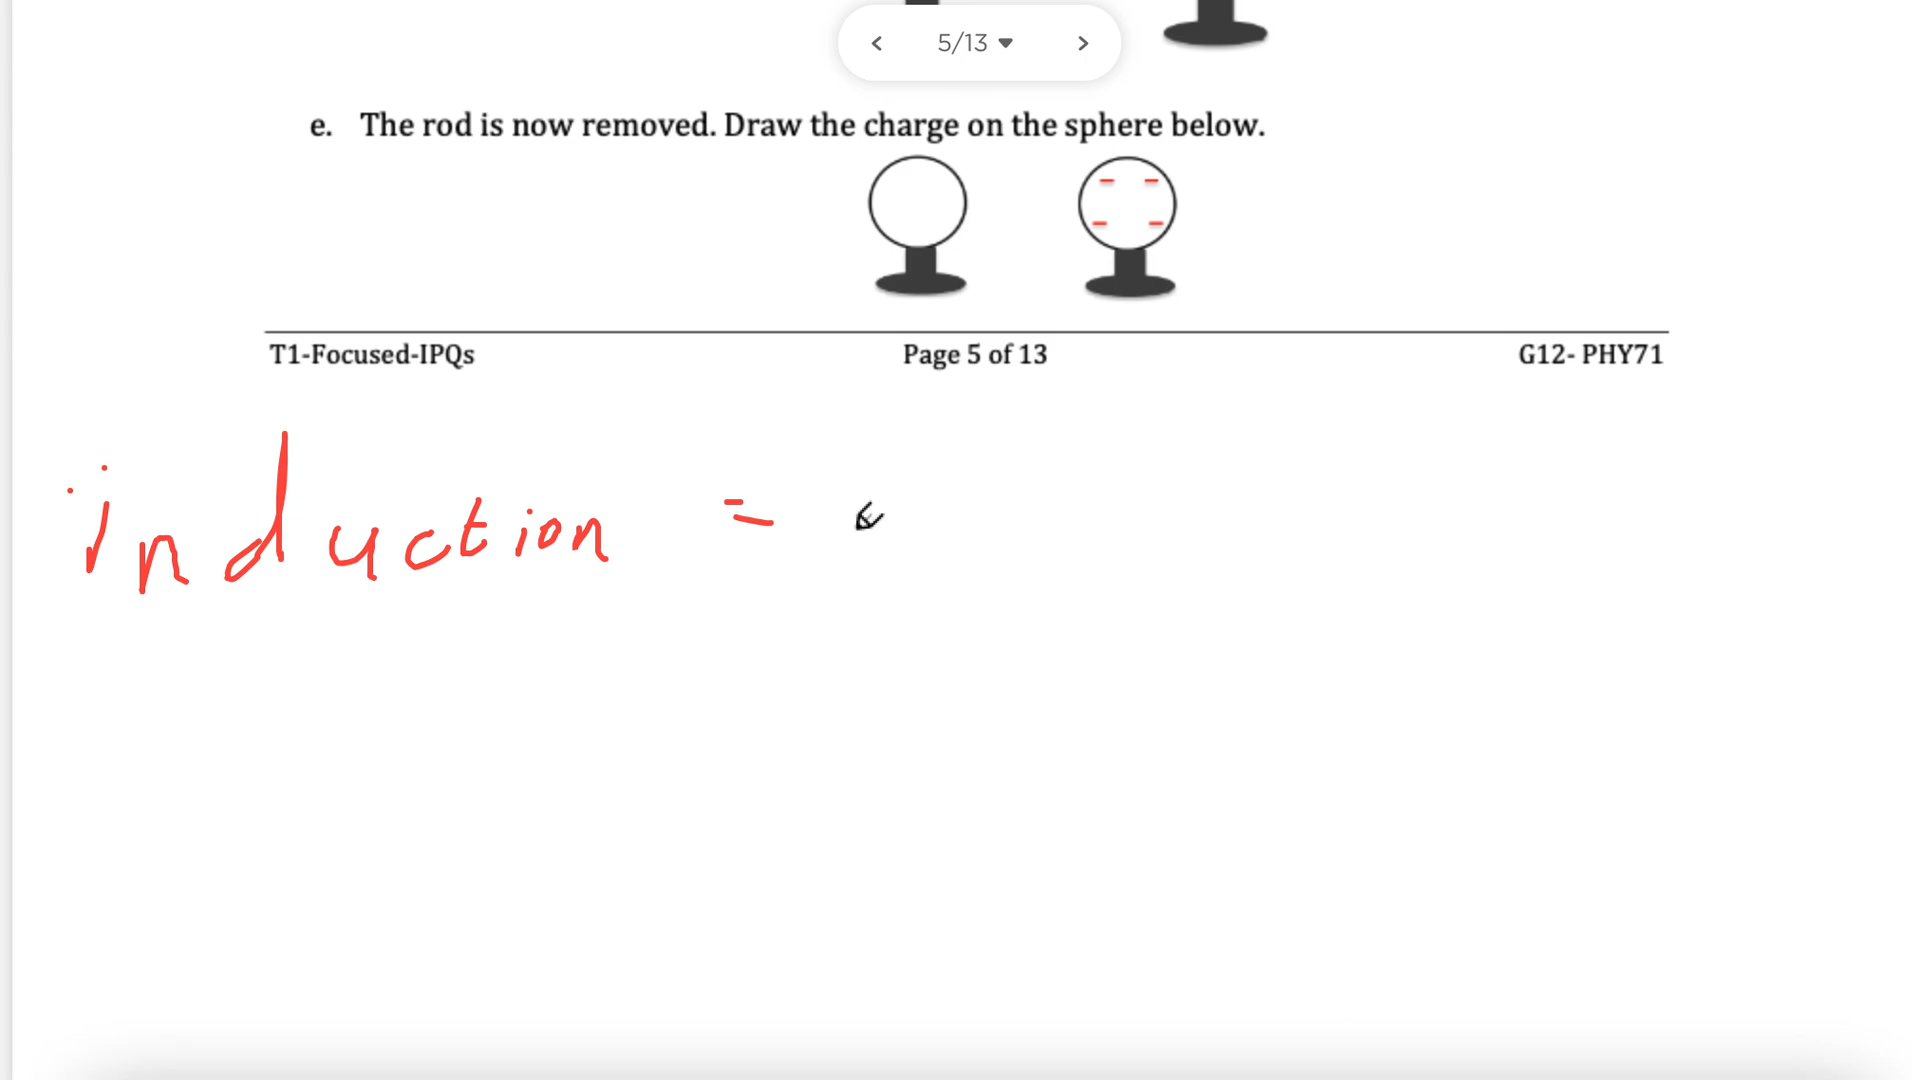 5/13
e. The rod is now removed. Draw the charge on the sphere below.
T1-Focused-IPQs Page 5 of 13 G12- PHY71
induction =